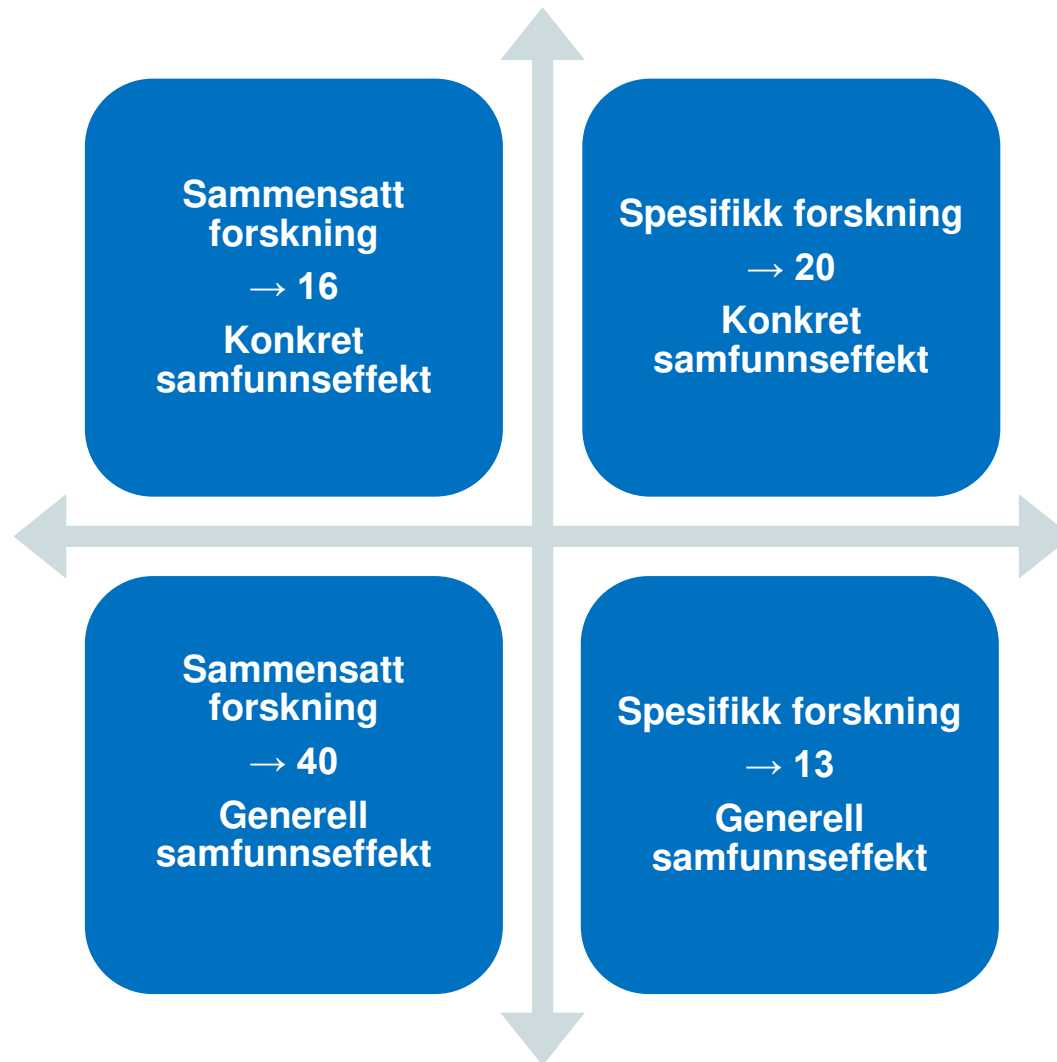 Sammensatt
forskning
→ 16
Konkret
samfunnseffekt
Spesifikk forskning
→ 20
Konkret
samfunnseffekt
Sammensatt
forskning
→ 40
Generell
samfunnseffekt
Spesifikk forskning
→ 13
Generell
samfunnseffekt